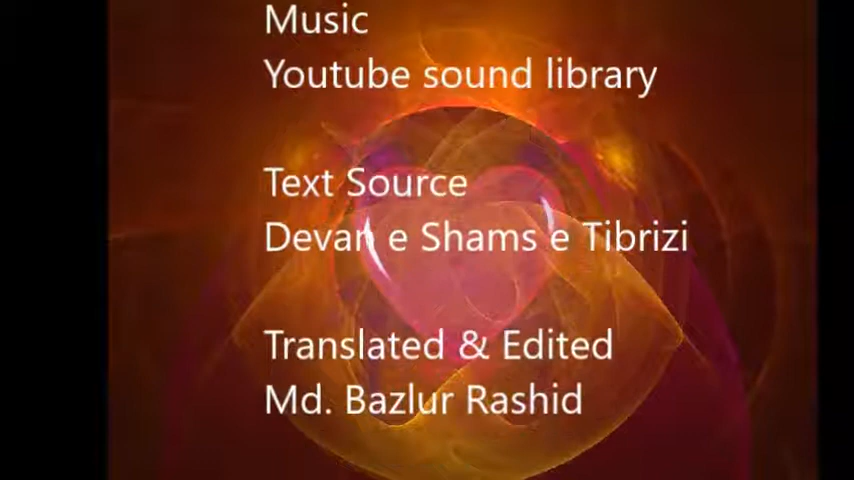 Music
Youtube sound library
Text Source
Devan e Shams e Tibrizi
Translated & Edited
Md. Bazlur Rashid